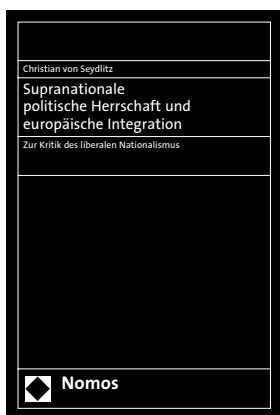 Christian von Seydlitz
Supranationale
politische Herrschaft und
europäische Integration
Zur Kritik des liberalen Nationalismus
Nomos